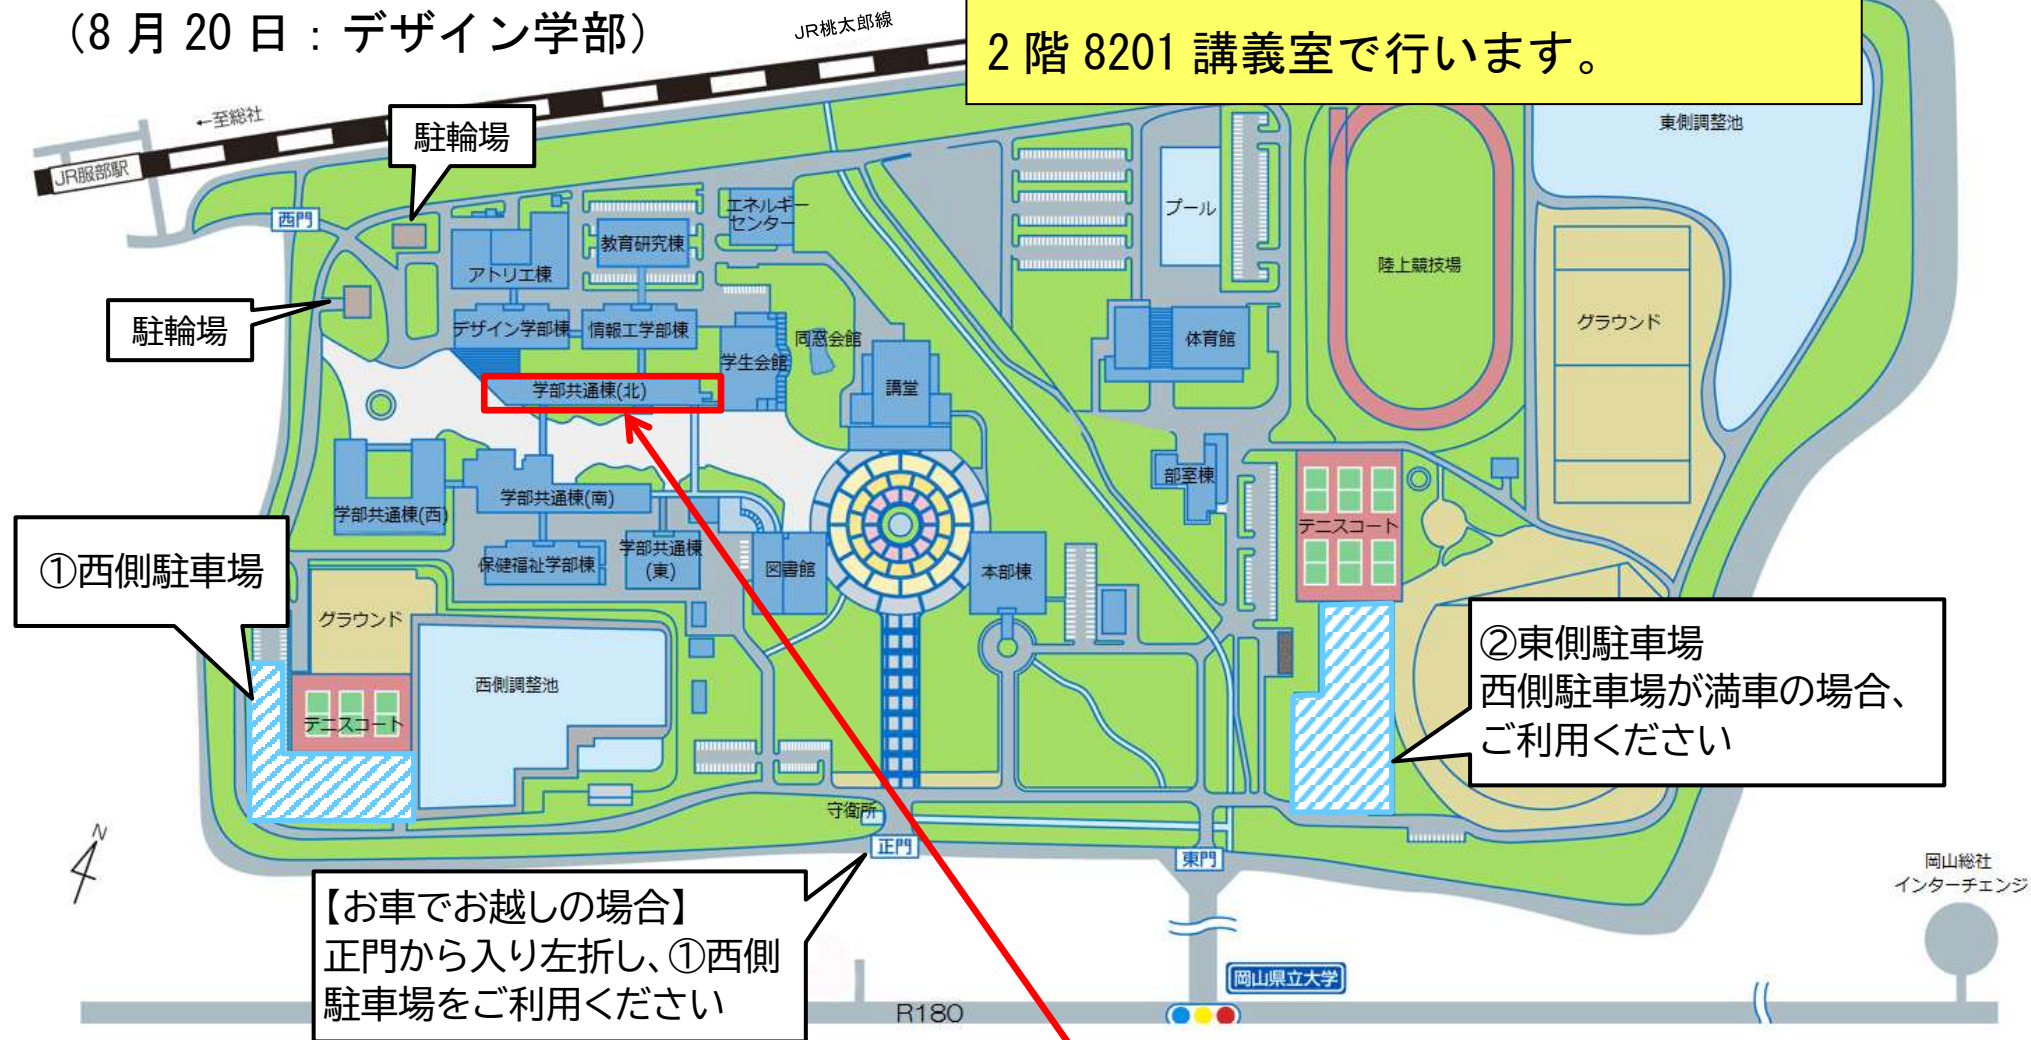 （8 月 20 日：デザイン学部）
JR桃太郎線
2 階 8201 講義室で行います。
←至総社
駐輪場
東側調整池
JR服部駅
西門
エネルギー
センター
プール
教育研究棟
アトリエ棟
陸上競技場
駐輪場
デザイン学部棟
情報工学部棟
同窓会館
体育館
グラウンド
学生会館
学部共通棟(北)
講堂
部室棟
学部共通棟(南)
学部共通棟(西)
テニスコート
①西側駐車場
保健福祉学部棟
学部共通棟
(東)
図書館
本部棟
グラウンド
②東側駐車場
西側駐車場が満車の場合、
ご利用ください
西側調整池
テニスコート
守衛所
正門
東門
N
岡山総社
インターチェンジ
【お車でお越しの場合】
正門から入り左折し、①西側
駐車場をご利用ください
岡山県立大学
R180